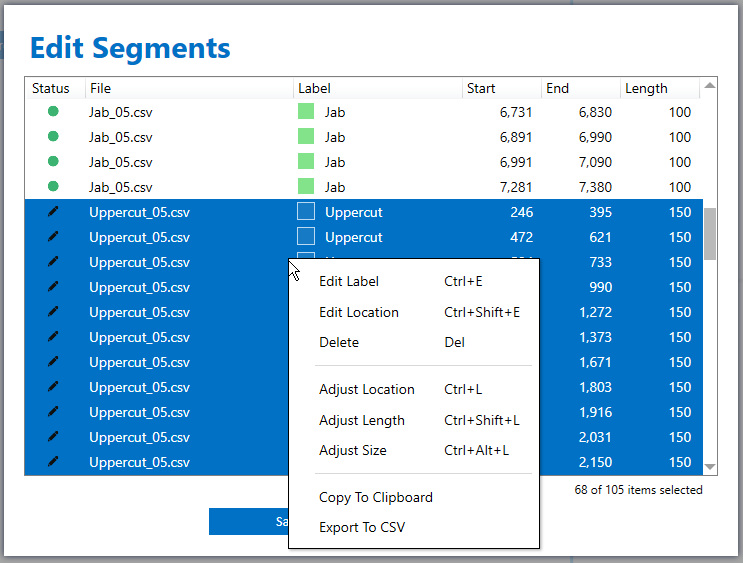 Edit Segments
Status File Label Start End Length
Jab_05.csv Jab 6,731 6,830 100
Jab_05.csv Jab 6,891 6,990 100
Jab_05.csv Jab 6,991 7,090 100
Jab_05.csv Jab 7,281 7,380 100
Uppercut_05.csv Uppercut 246 395 150
Uppercut_05.csv Uppercut 472 621 150
Uppercut_05.csv 733 150
Uppercut_05.csv 990 150
Uppercut_05.csv 1,272 150
Uppercut_05.csv 1,373 150
Uppercut_05.csv 1,671 150
Uppercut_05.csv 1,803 150
Uppercut_05.csv 1,916 150
Uppercut_05.csv 2,031 150
Uppercut_05.csv 2,150 150
Edit Label Ctrl+E
Edit Location Ctrl+Shift+E
Delete Del
Adjust Location Ctrl+L
Adjust Length Ctrl+Shift+L
Adjust Size Ctrl+Alt+L
Copy To Clipboard
Export To CSV
68 of 105 items selected